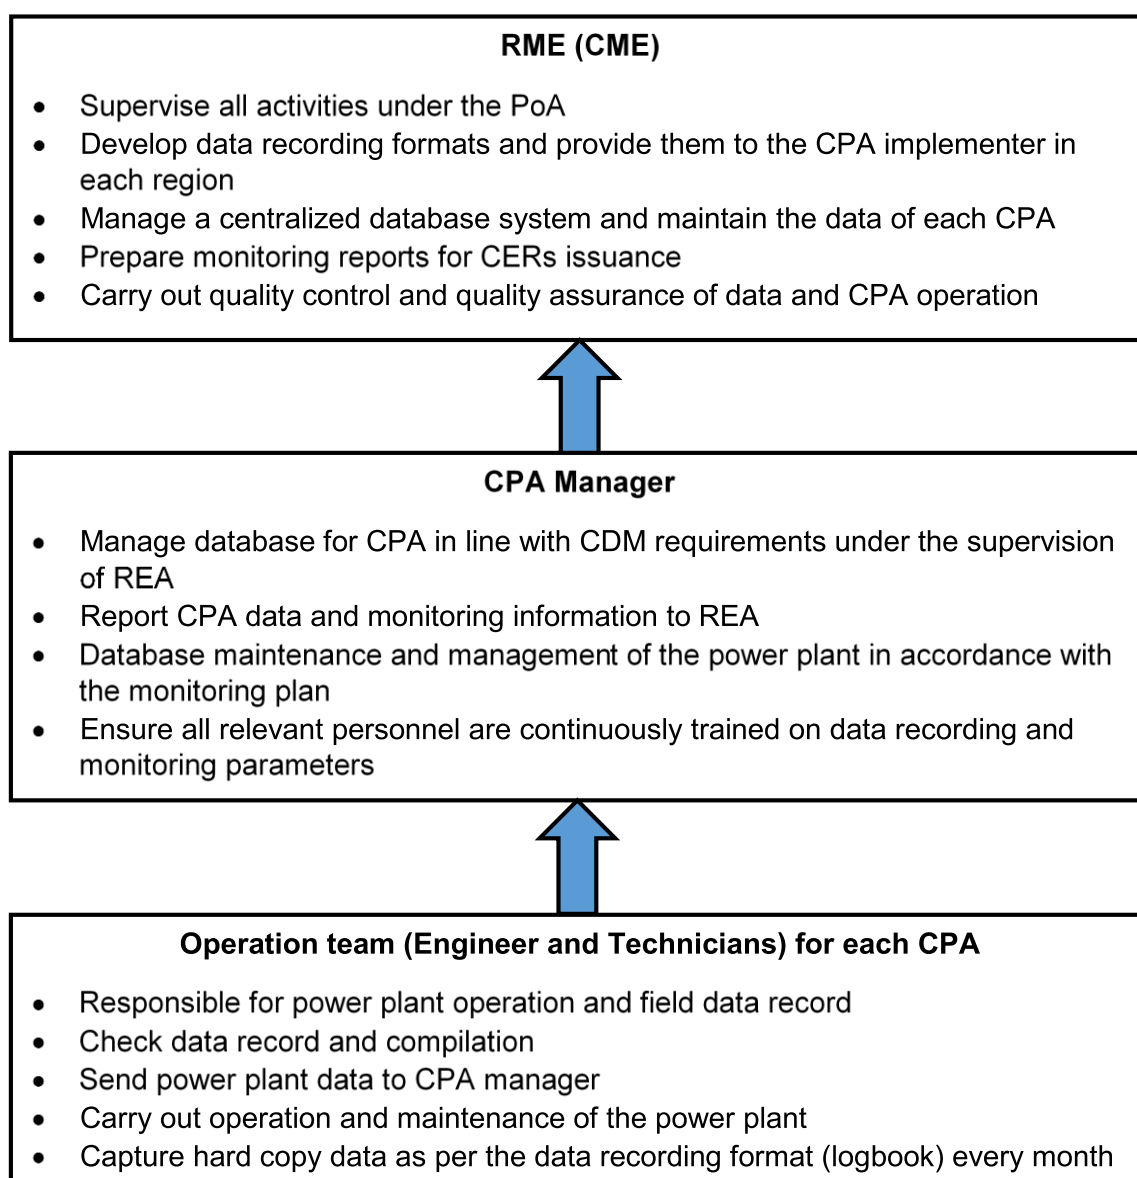 RME (CME)
• Supervise all activities under the PoA
• Develop data recording formats and provide them to the CPA implementer in
each region
• Manage a centralized database system and maintain the data of each CPA
• Prepare monitoring reports for CERs issuance
• Carry out quality control and quality assurance of data and CPA operation
CPA Manager
• Manage database for CPA in line with CDM requirements under the supervision
of REA
• Report CPA data and monitoring information to REA
• Database maintenance and management of the power plant in accordance with
the monitoring plan
• Ensure all relevant personnel are continuously trained on data recording and
monitoring parameters
Operation team (Engineer and Technicians) for each CPA
• Responsible for power plant operation and field data record
• Check data record and compilation
• Send power plant data to CPA manager
• Carry out operation and maintenance of the power plant
• Capture hard copy data as per the data recording format (logbook) every month